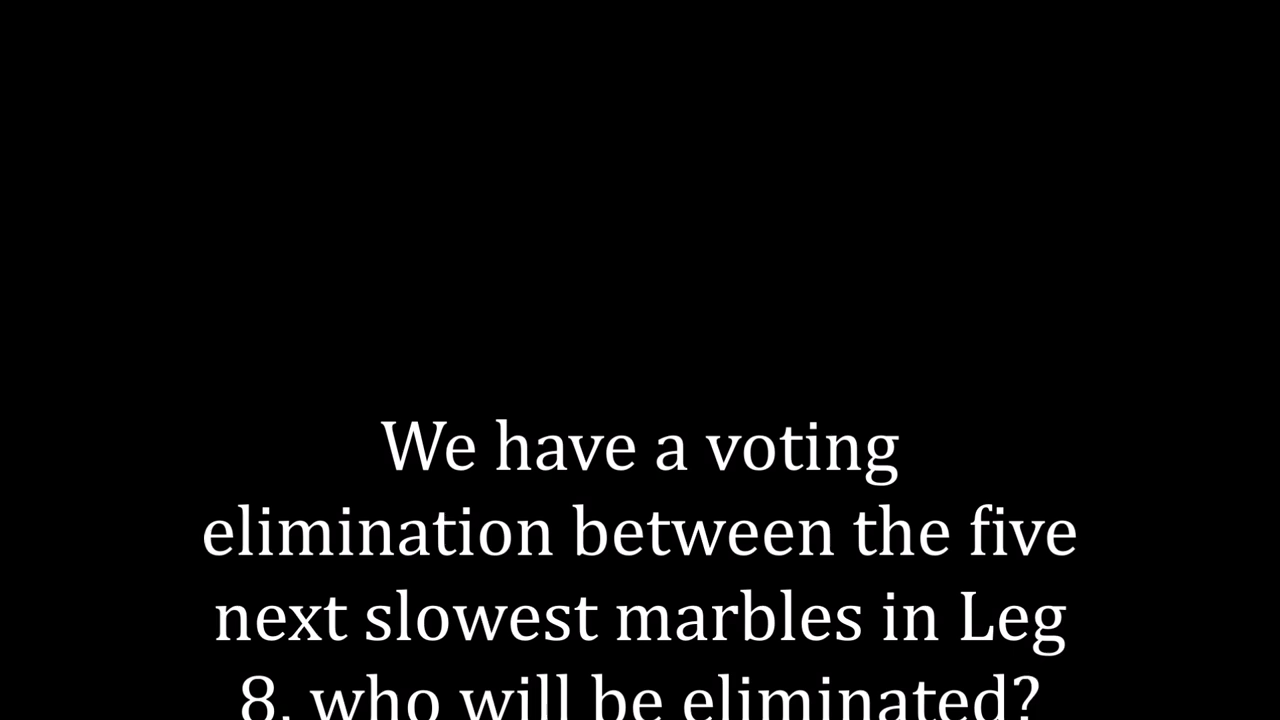 We have a voting
elimination between the five
next slowest marbles in Leg
8, who will be eliminated?